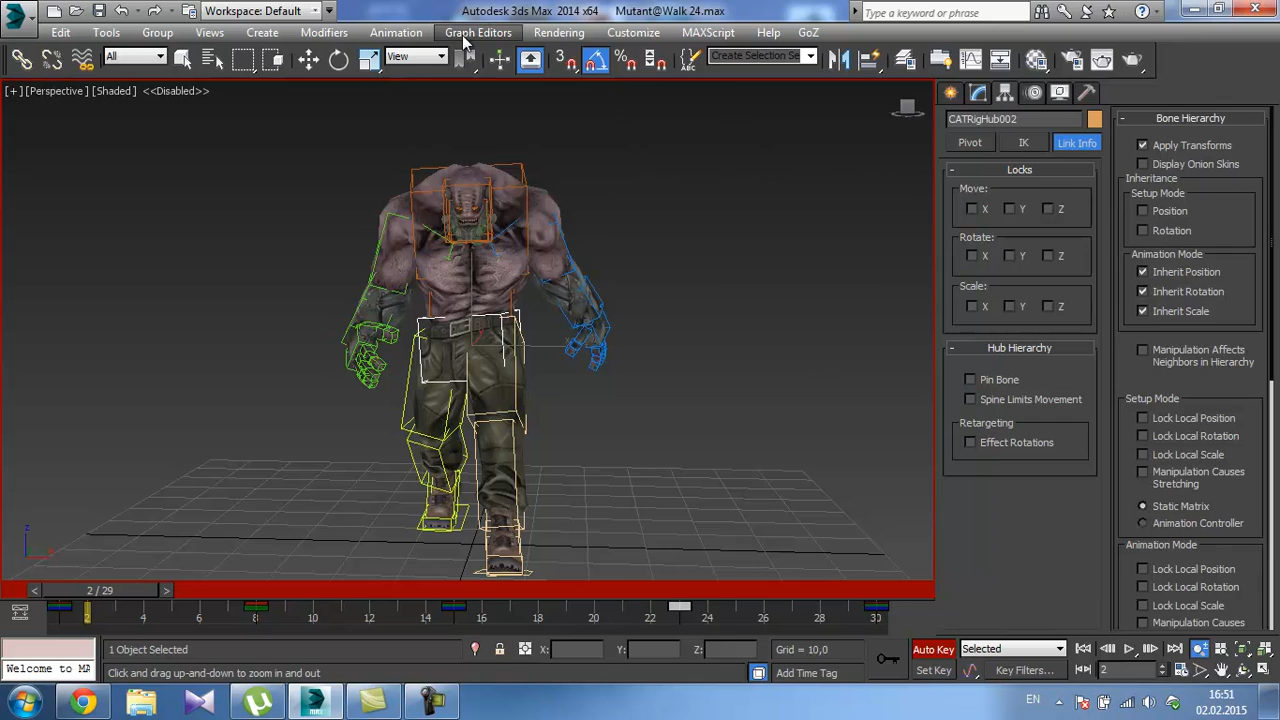 Workspace: Default
Autodesk 3ds Max 2014 x64
Mutant@Walk 24.max
Type a keyword or phrase
Edit Tools Group Views Create Modifiers Animation Graph Editors Rendering Customize MAXScript Help GoZ
All
View
3
Create Selection Se
[+] [Perspective] [Shaded] <<Disabled>>
CATRigHub002
Pivot IK Link Info
- Locks
Move:
X Y Z
Rotate:
X Y Z
Scale:
X Y Z
- Hub Hierarchy
Pin Bone
Spine Limits Movement
Retargeting
Effect Rotations
- Bone Hierarchy
Apply Transforms
Display Onion Skins
Inheritance
Setup Mode
Position
Rotation
Animation Mode
Inherit Position
Inherit Rotation
Inherit Scale
Manipulation Affects
Neighbors in Hierarchy
Setup Mode
Lock Local Position
Lock Local Rotation
Lock Local Scale
Manipulation Causes
Stretching
Static Matrix
Animation Controller
Animation Mode
Lock Local Position
Lock Local Rotation
Lock Local Scale
Manipulation Causes
z
< 2 / 29 >
2 4 6 8 10 12 14 16 18 20 22 24 26 28 30
1 Object Selected
X: Y: Z:
Grid = 10,0
Auto Key
Selected
Welcome to MA
Click and drag up-and-down to zoom in and out
Add Time Tag
Set Key
Key Filters...
2
EN
16:51
02.02.2015